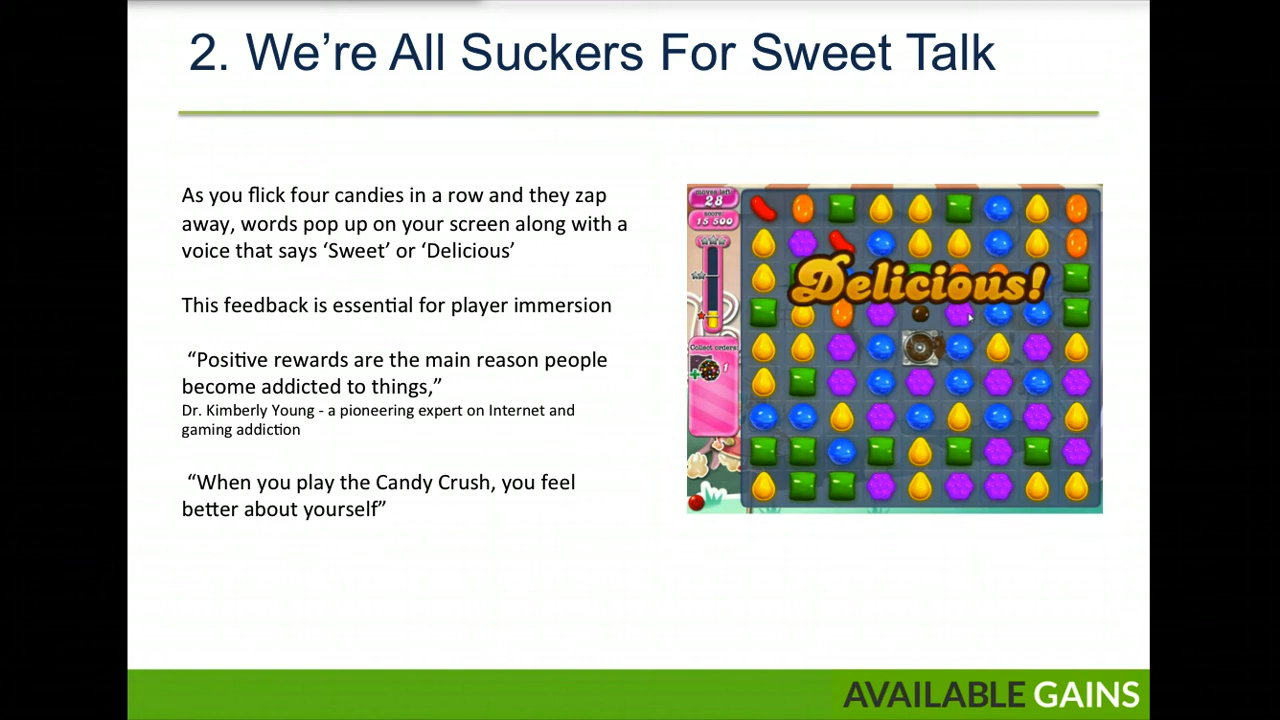 2. We’re All Suckers For Sweet Talk
As you flick four candies in a row and they zap
away, words pop up on your screen along with a
voice that says ‘Sweet’ or ‘Delicious’
This feedback is essential for player immersion
“Positive rewards are the main reason people
become addicted to things,”
Dr. Kimberly Young - a pioneering expert on Internet and
gaming addiction
“When you play the Candy Crush, you feel
better about yourself”
moves left
28
score:
15 500
Delicious!
Collect orders:
1
AVAILABLE GAINS